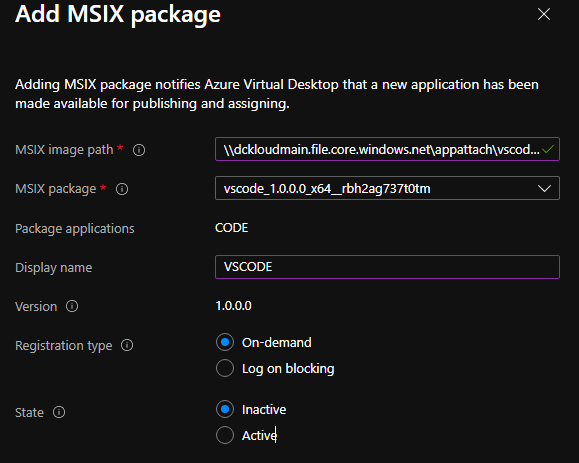 Add MSIX package
Adding MSIX package notifies Azure Virtual Desktop that a new application has been
made available for publishing and assigning.
MSIX image path *
\\dckloudmain.file.core.windows.net\appattach\vscod...
MSIX package *
vscode_1.0.0.0_x64__rbh2ag737t0tm
Package applications
CODE
Display name
VSCODE
Version
1.0.0.0
Registration type
On-demand
Log on blocking
State
Inactive
Active